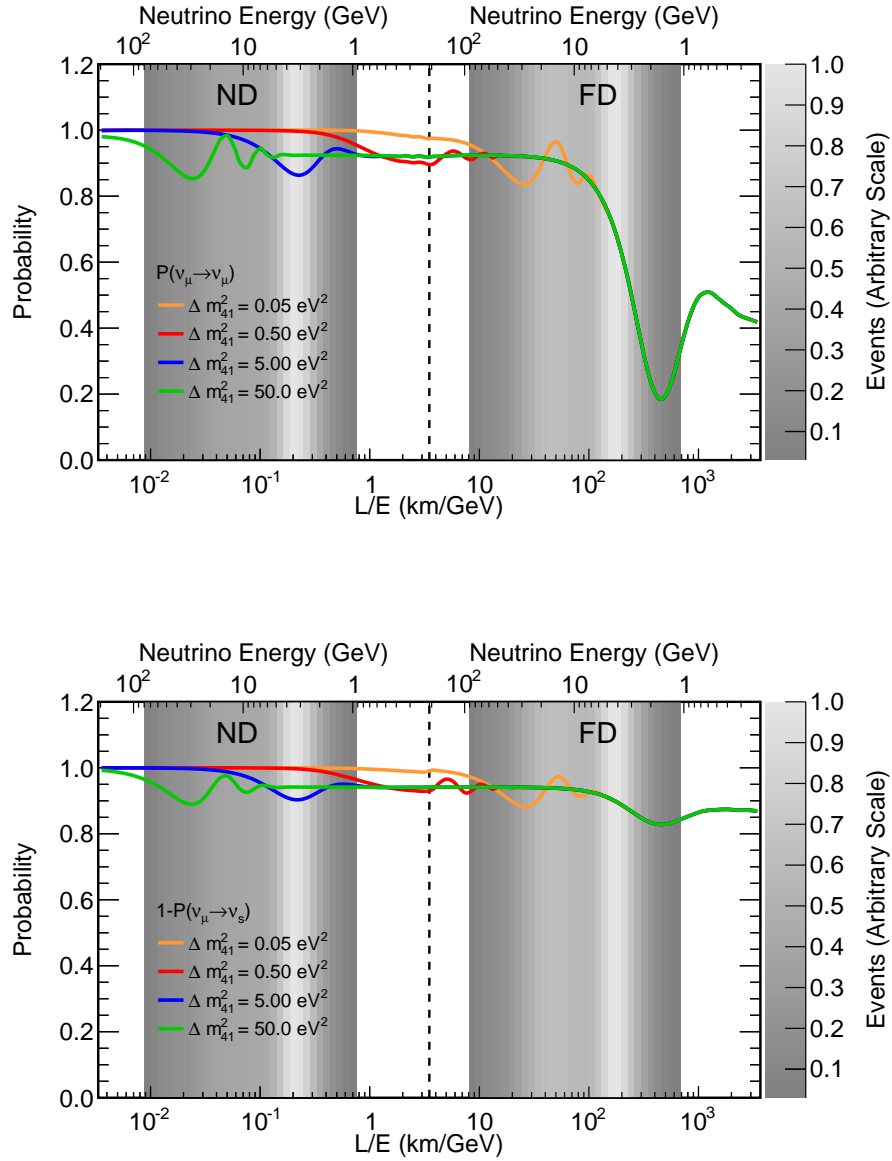 Neutrino Energy (GeV) Neutrino Energy (GeV)
10² 10 1 10² 10 1
ND FD
1.2
1.0
0.8
0.6
0.4
0.2
0.0
Probability
P(νμ→νμ)
Δ m²₄₁ = 0.05 eV²
Δ m²₄₁ = 0.50 eV²
Δ m²₄₁ = 5.00 eV²
Δ m²₄₁ = 50.0 eV²
10⁻² 10⁻¹ 1 10 10² 10³
L/E (km/GeV)
1.0
0.9
0.8
0.7
0.6
0.5
0.4
0.3
0.2
0.1
Events (Arbitrary Scale)
Neutrino Energy (GeV) Neutrino Energy (GeV)
10² 10 1 10² 10 1
ND FD
1.2
1.0
0.8
0.6
0.4
0.2
0.0
Probability
1-P(νμ→νs)
Δ m²₄₁ = 0.05 eV²
Δ m²₄₁ = 0.50 eV²
Δ m²₄₁ = 5.00 eV²
Δ m²₄₁ = 50.0 eV²
10⁻² 10⁻¹ 1 10 10² 10³
L/E (km/GeV)
1.0
0.9
0.8
0.7
0.6
0.5
0.4
0.3
0.2
0.1
Events (Arbitrary Scale)